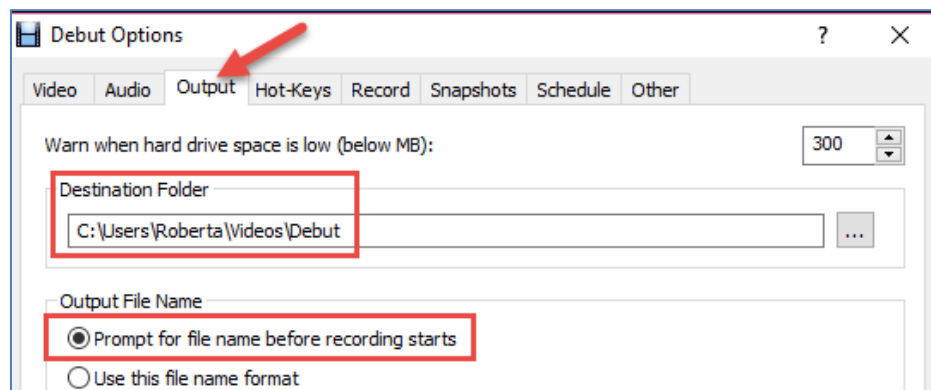 Debut Options ? X
Video Audio Output Hot-Keys Record Snapshots Schedule Other
Warn when hard drive space is low (below MB): 300
Destination Folder
C:\Users\Roberta\Videos\Debut ...
Output File Name
Prompt for file name before recording starts
Use this file name format